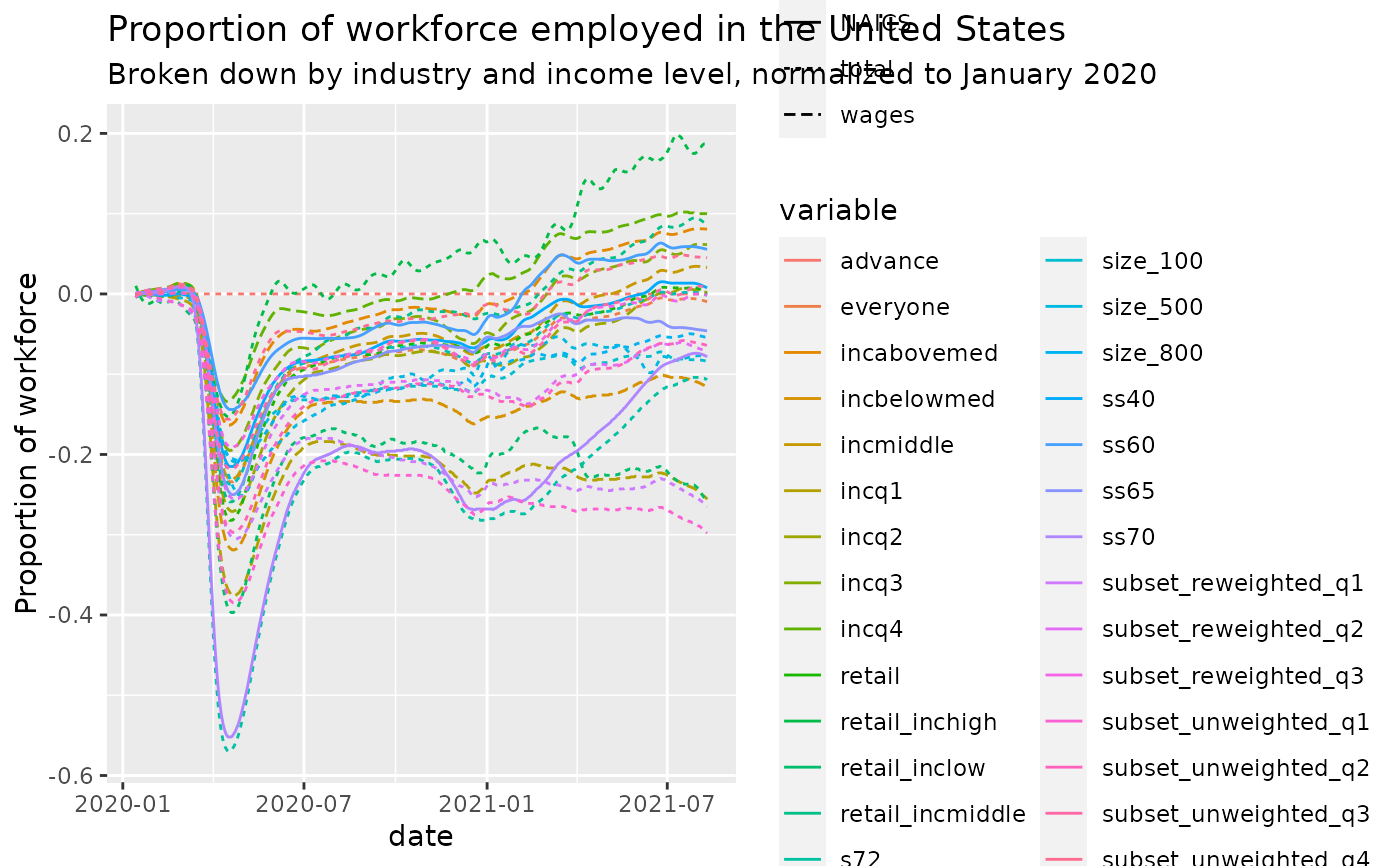 Proportion of workforce employed in the United States
Broken down by industry and income level, normalized to January 2020
NAICS
total
wages
variable
advance
everyone
incabovemed
incbelowmed
incmiddle
incq1
incq2
incq3
incq4
retail
retail_inchigh
retail_inclow
retail_incmiddle
s72
size_100
size_500
size_800
ss40
ss60
ss65
ss70
subset_reweighted_q1
subset_reweighted_q2
subset_reweighted_q3
subset_unweighted_q1
subset_unweighted_q2
subset_unweighted_q3
subset_unweighted_q4
Proportion of workforce
0.2
0.0
-0.2
-0.4
-0.6
2020-01
2020-07
2021-01
2021-07
date